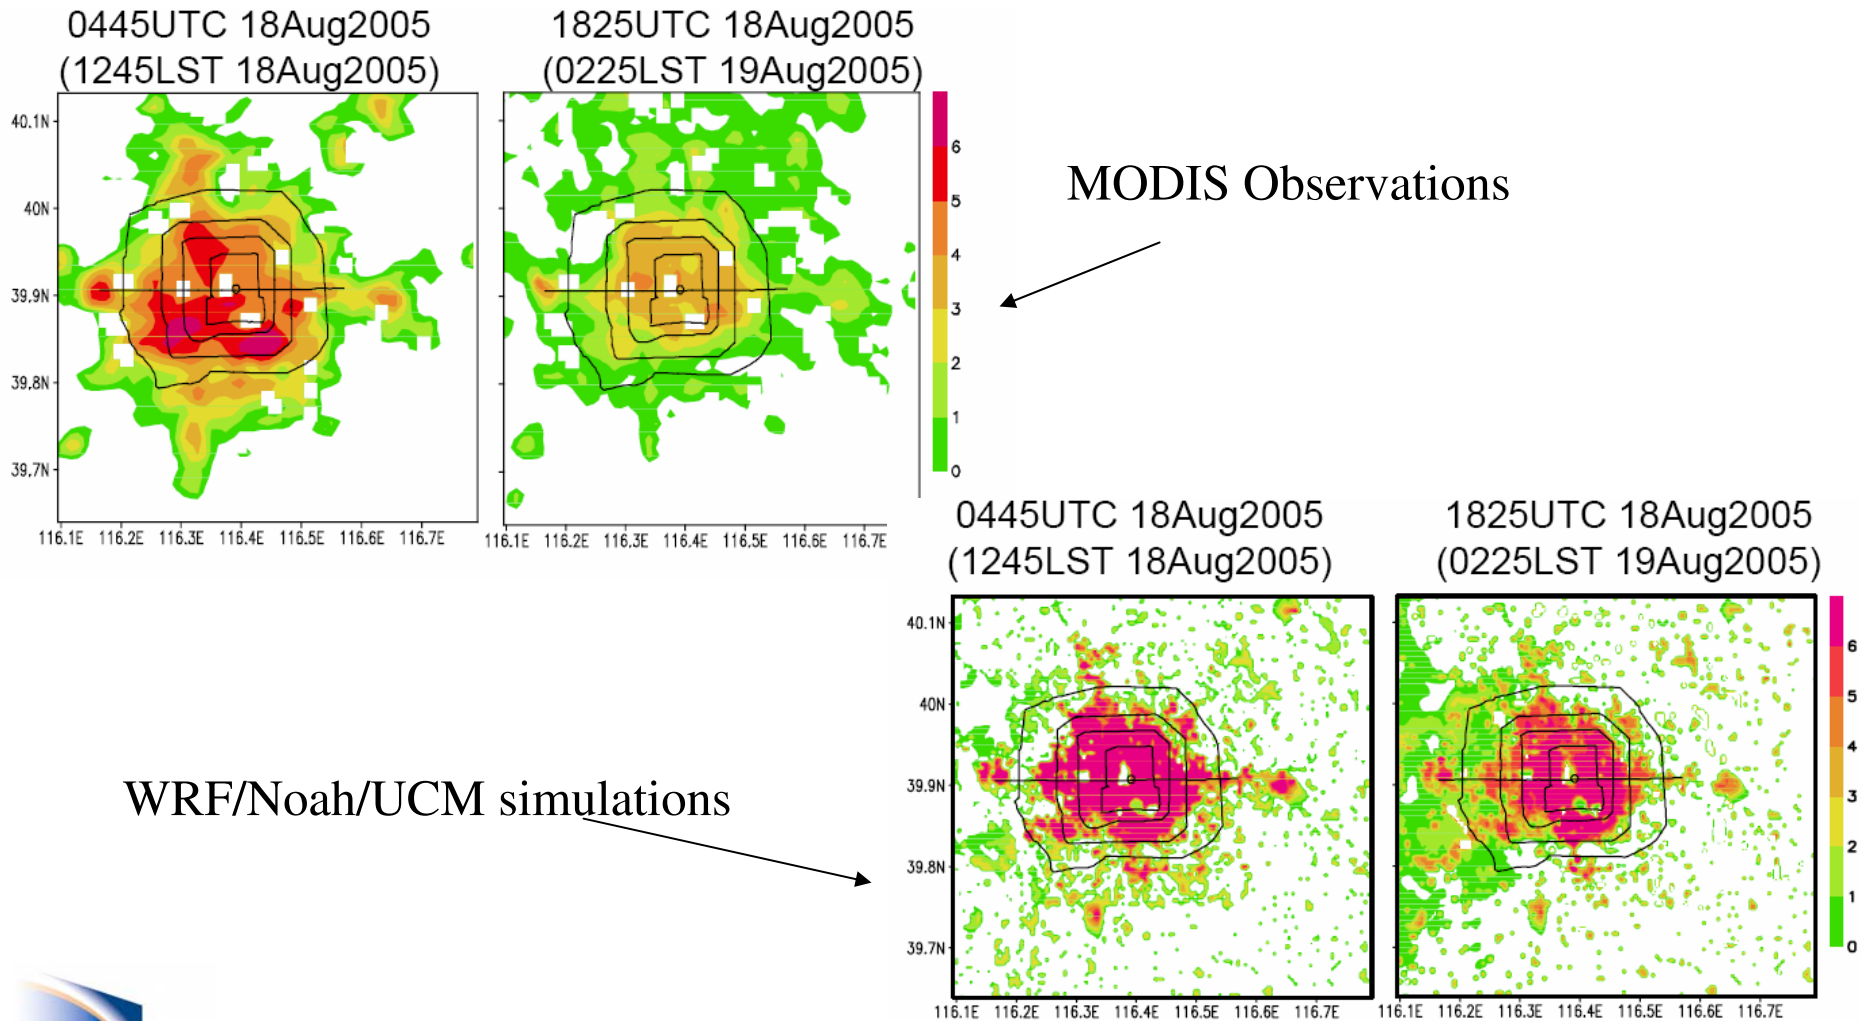 0445UTC 18Aug2005
(1245LST 18Aug2005)
1825UTC 18Aug2005
(0225LST 19Aug2005)
40.1N
40N
39.9N
39.8N
39.7N
116.1E 116.2E 116.3E 116.4E 116.5E 116.6E 116.7E
116.1E 116.2E 116.3E 116.4E 116.5E 116.6E 116.7E
6
5
4
3
2
1
0
MODIS Observations
WRF/Noah/UCM simulations
0445UTC 18Aug2005
(1245LST 18Aug2005)
1825UTC 18Aug2005
(0225LST 19Aug2005)
40.1N
40N
39.9N
39.8N
39.7N
116.1E 116.2E 116.3E 116.4E 116.5E 116.6E 116.7E
116.1E 116.2E 116.3E 116.4E 116.5E 116.6E 116.7E
6
5
4
3
2
1
0